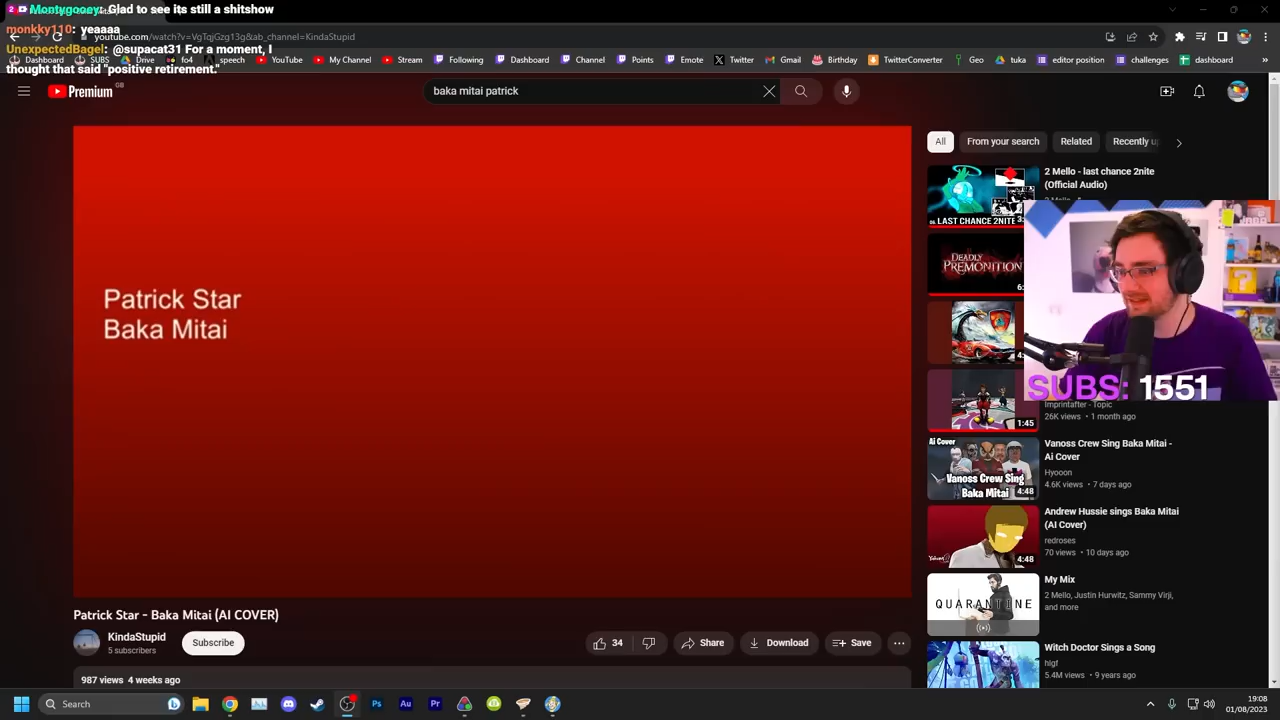 Montygooey: Glad to see its still a shitshow
monkky110: yeaaaa
UnexpectedBagel: @supacat31 For a moment, I
thought that said "positive retirement."
youtube.com/watch?v=VgTqjGzg13g&ab_channel=KindaStupid
Dashboard
SUBS
Drive
fo4
speech
YouTube
My Channel
Stream
Following
Dashboard
Channel
Points
Emote
Twitter
Gmail
Birthday
TwitterConverter
Geo
tuka
editor position
challenges
dashboard
Premium GB
baka mitai patrick
All
From your search
Related
Patrick Star
Baka Mitai
2 Mello - last chance 2nite
(Official Audio)
LAST CHANCE 2NITE
DEADLY
PREMONITION
SUBS: 1551
Imprintafter - Topic
26K views • 1 month ago
1:45
Ai Cover
Vanoss Crew Sing
Baka Mitai
4:48
Vanoss Crew Sing Baka Mitai -
Ai Cover
Hyooon
4.6K views • 7 days ago
4:48
Andrew Hussie sings Baka Mitai
(AI Cover)
redroses
70 views • 10 days ago
QUARANTINE
My Mix
2 Mello, Justin Hurwitz, Sammy Virji,
and more
Witch Doctor Sings a Song
hlgf
5.4M views • 9 years ago
Patrick Star - Baka Mitai (AI COVER)
KindaStupid
5 subscribers
Subscribe
34
Share
Download
Save
987 views 4 weeks ago
Search
Ps
Au
Pr
19:08
01/08/2023